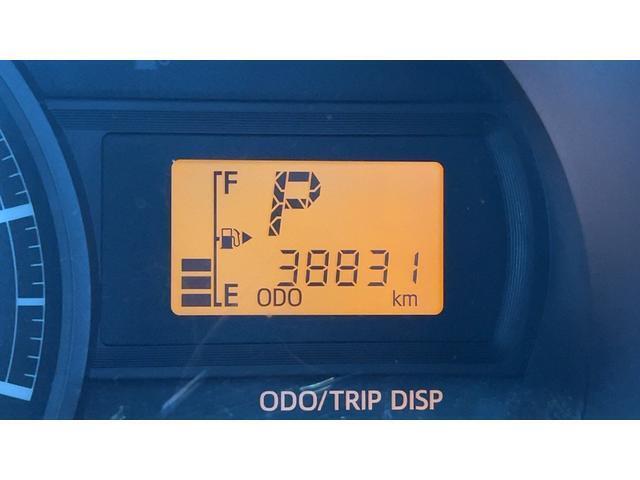 F P
38831
E ODO km
ODO/TRIP DISP